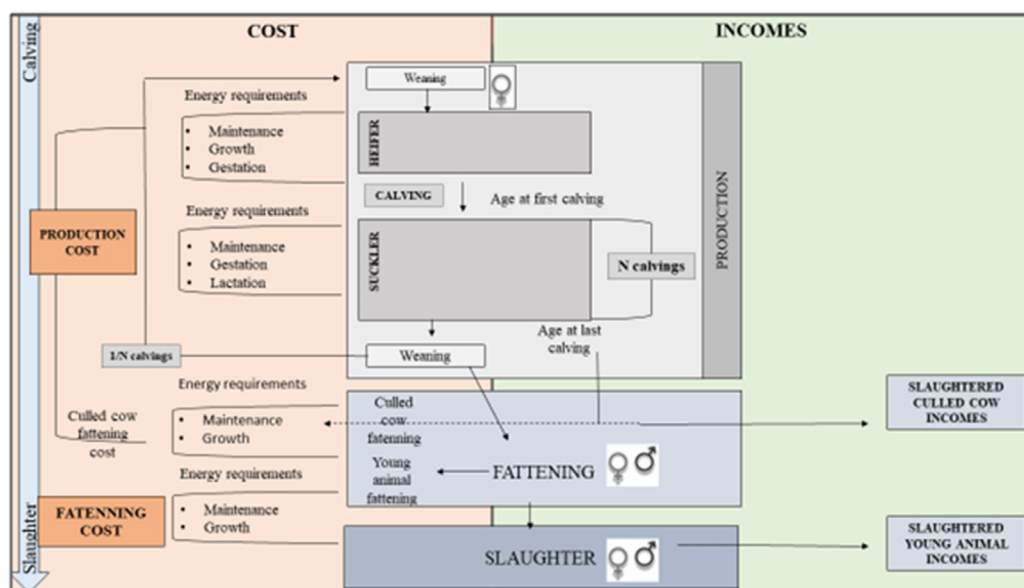 COST
INCOMES
Calving
Weaning
Energy requirements
• Maintenance
• Growth
• Gestation
HEIFER
CALVING
Age at first calving
PRODUCTION
Energy requirements
PRODUCTION
COST
• Maintenance
• Gestation
• Lactation
SUCKLER
N calvings
Age at last
calving
1/N calvings
Weaning
Energy requirements
SLAUGHTERED
CULLED COW
INCOMES
Culled cow
fattening
cost
• Maintenance
• Growth
Culled
cow
fatenning
Energy requirements
Young
animal
fattening
FATTENING
FATENNING
COST
• Maintenance
• Growth
Slaughter
SLAUGHTER
SLAUGHTERED
YOUNG ANIMAL
INCOMES